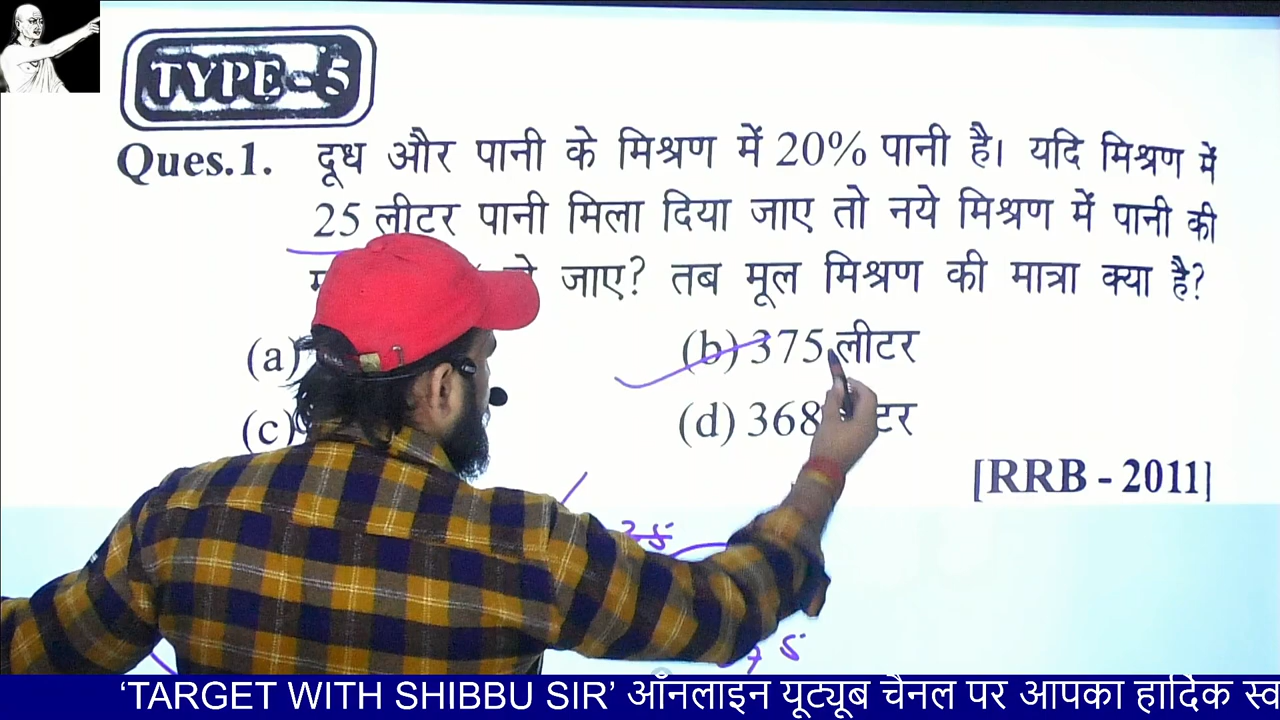 TYPE - 5
Ques.1. दूध और पानी के मिश्रण में 20% पानी है। यदि मिश्रण में
25 लीटर पानी मिला दिया जाए तो नये मिश्रण में पानी की
जाए? तब मूल मिश्रण की मात्रा क्या है?
(a)
(b) 375 लीटर
(c)
(d) 368
[RRB - 2011]
‘TARGET WITH SHIBBU SIR’ ऑनलाइन यूट्यूब चैनल पर आपका हार्दिक स्व